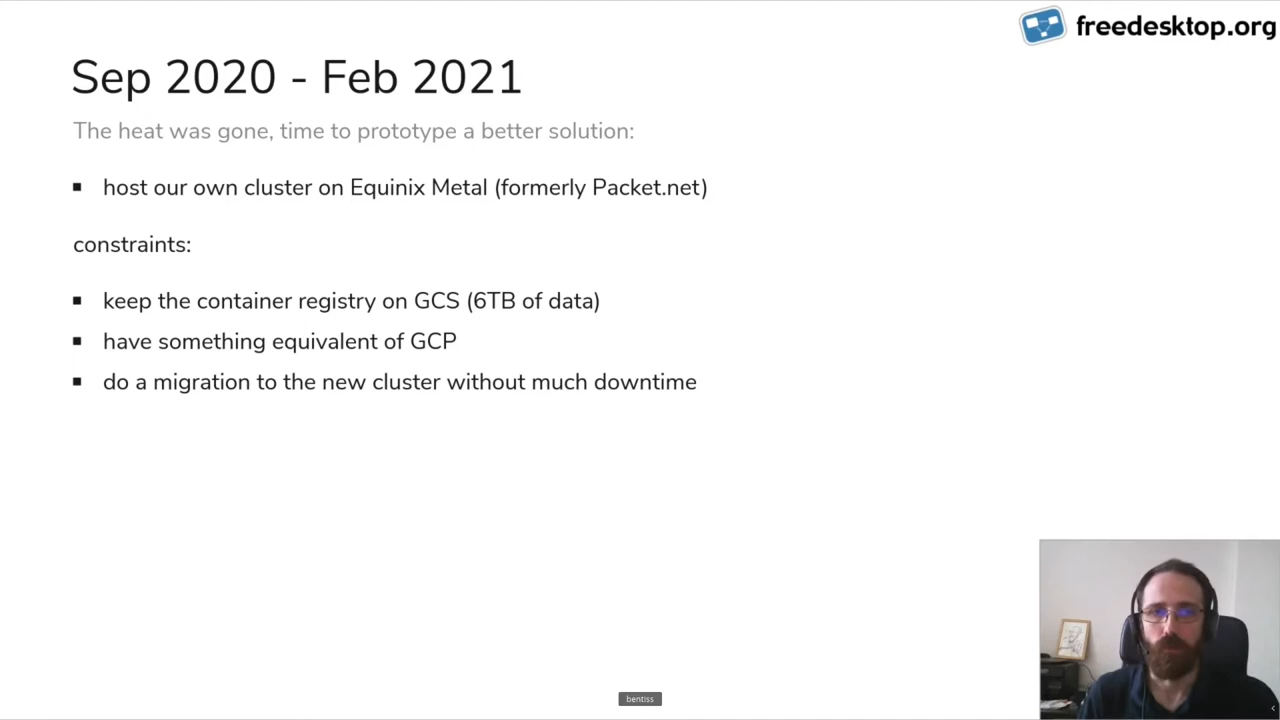 freedesktop.org
Sep 2020 - Feb 2021
The heat was gone, time to prototype a better solution:
▪ host our own cluster on Equinix Metal (formerly Packet.net)
constraints:
▪ keep the container registry on GCS (6TB of data)
▪ have something equivalent of GCP
▪ do a migration to the new cluster without much downtime
bentiss